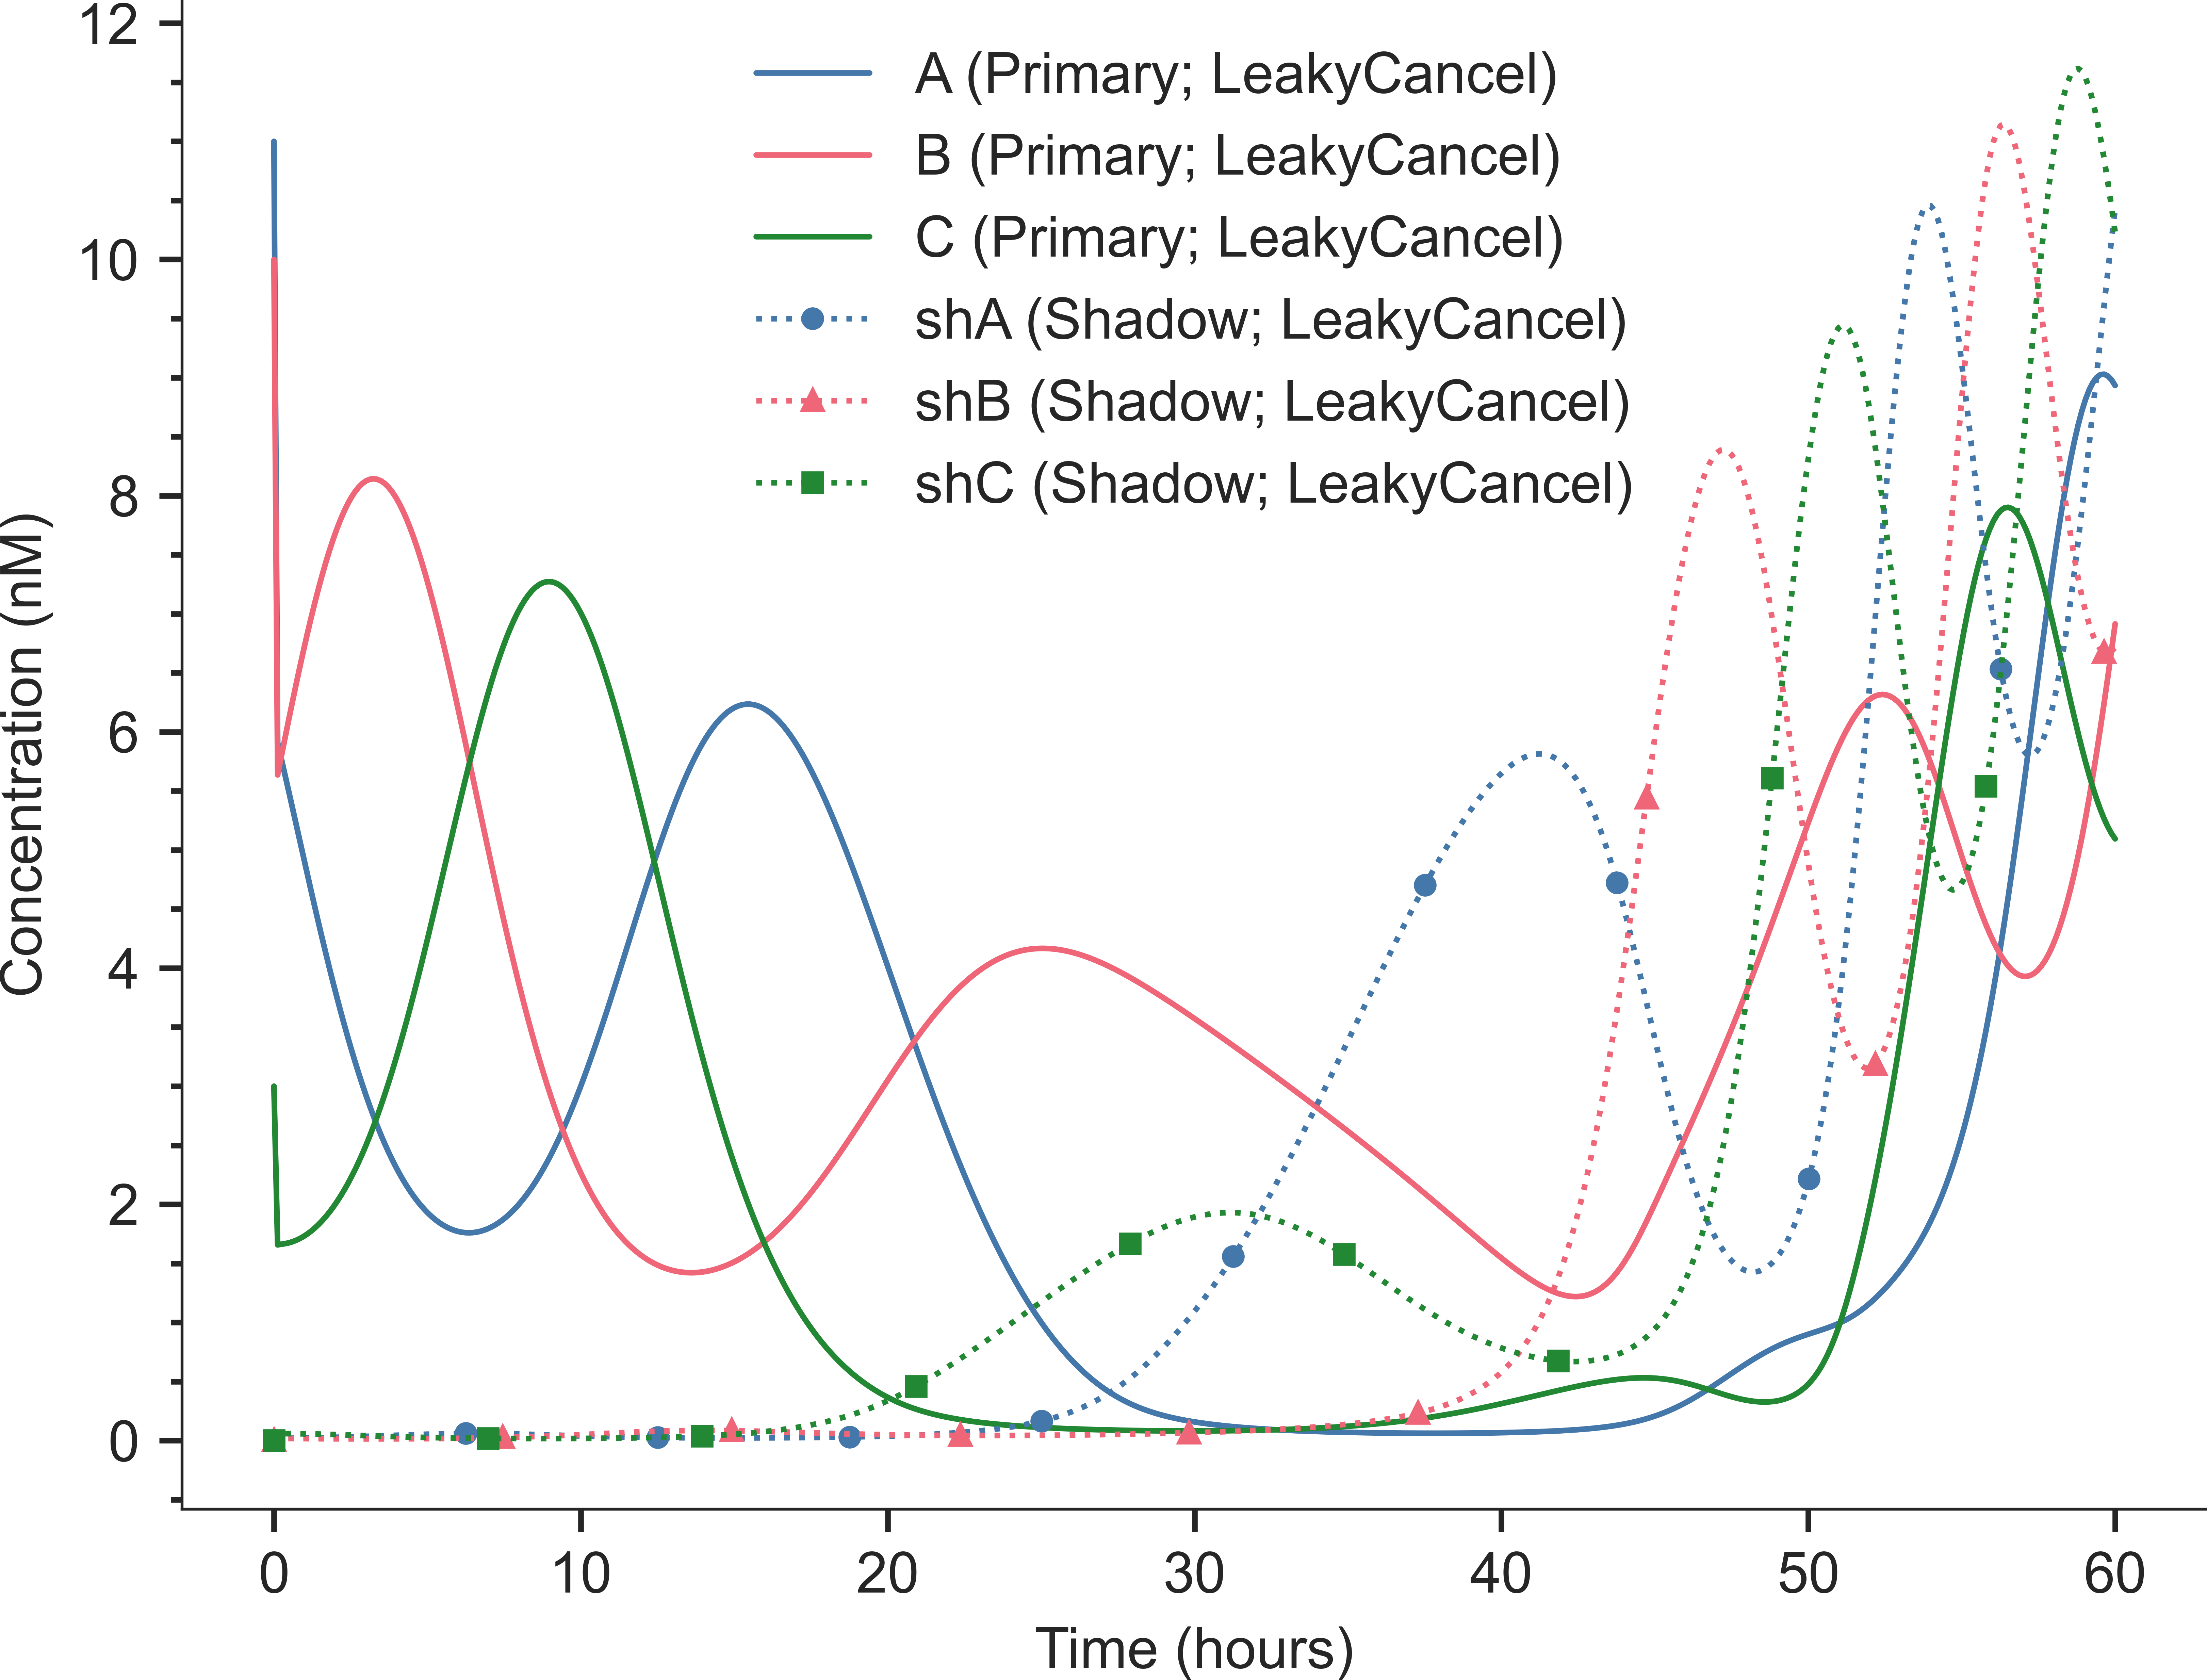 12
10
8
6
4
2
0
Concentration (nM)
A (Primary; LeakyCancel)
B (Primary; LeakyCancel)
C (Primary; LeakyCancel)
shA (Shadow; LeakyCancel)
shB (Shadow; LeakyCancel)
shC (Shadow; LeakyCancel)
0 10 20 30 40 50 60
Time (hours)